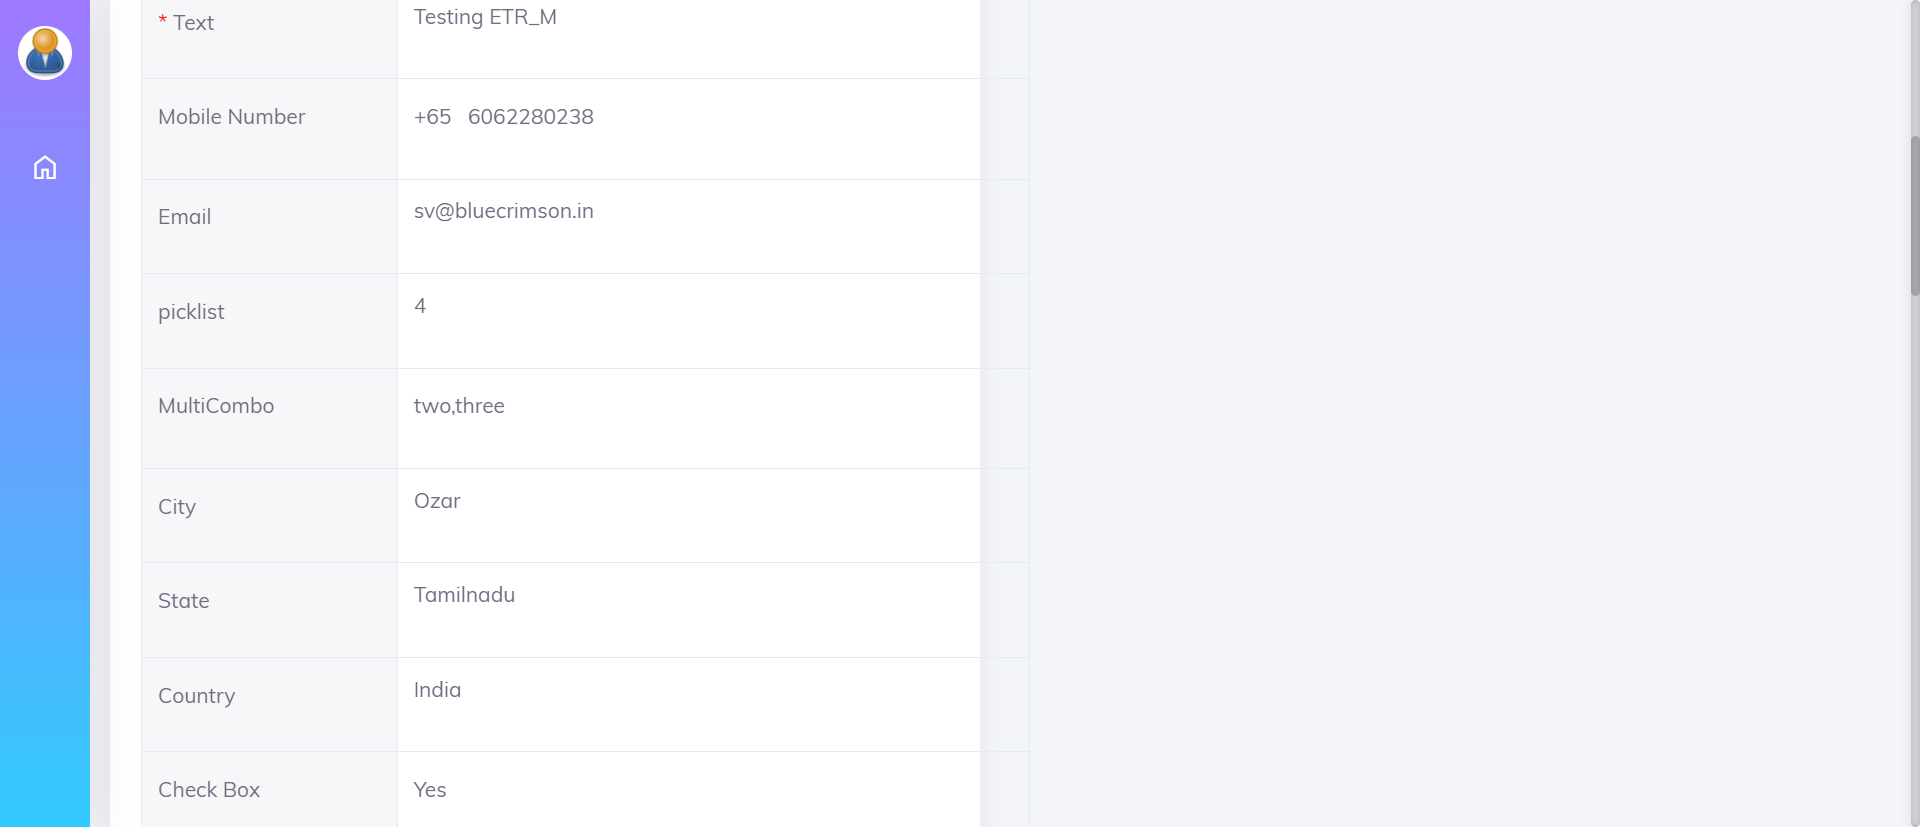 * Text Testing ETR_M
Mobile Number +65 6062280238
Email sv@bluecrimson.in
picklist 4
MultiCombo two,three
City Ozar
State Tamilnadu
Country India
Check Box Yes